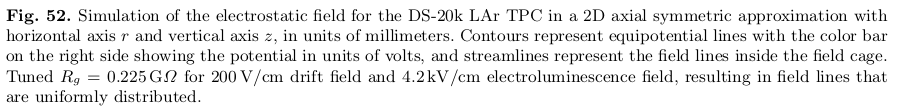 Fig. 52. Simulation of the electrostatic field for the DS-20k LAr TPC in a 2D axial symmetric approximation with
horizontal axis r and vertical axis z, in units of millimeters. Contours represent equipotential lines with the color bar
on the right side showing the potential in units of volts, and streamlines represent the field lines inside the field cage.
Tuned R_g = 0.225 GΩ for 200 V/cm drift field and 4.2 kV/cm electroluminescence field, resulting in field lines that
are uniformly distributed.